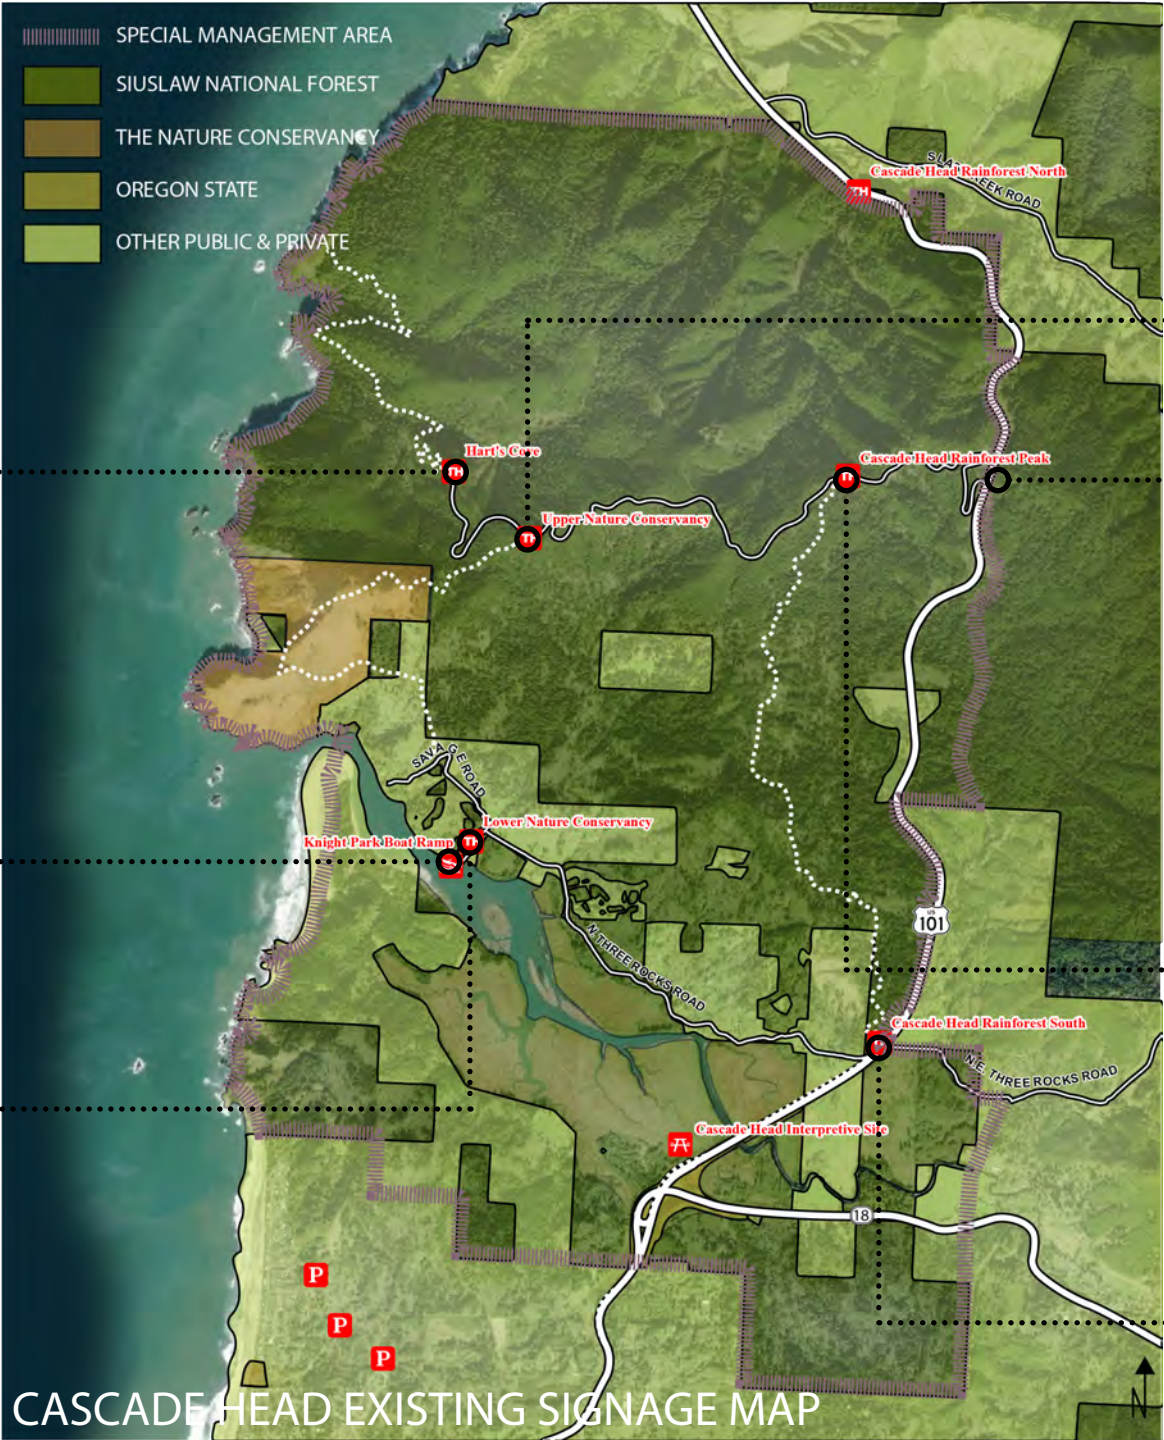 SPECIAL MANAGEMENT AREA
SIUSLAW NATIONAL FOREST
THE NATURE CONSERVANCY
OREGON STATE
OTHER PUBLIC & PRIVATE
SLAB CREEK ROAD
Cascade Head Rainforest North
TH
Hart's Cove
TH
Cascade Head Rainforest Peak
TH
Upper Nature Conservancy
TH
SAVAGE ROAD
Lower Nature Conservancy
TH
Knight Park Boat Ramp
US
101
N. THREE ROCKS ROAD
Cascade Head Rainforest South
N.E. THREE ROCKS ROAD
Cascade Head Interpretive Site
18
P
P
P
CASCADE HEAD EXISTING SIGNAGE MAP
N